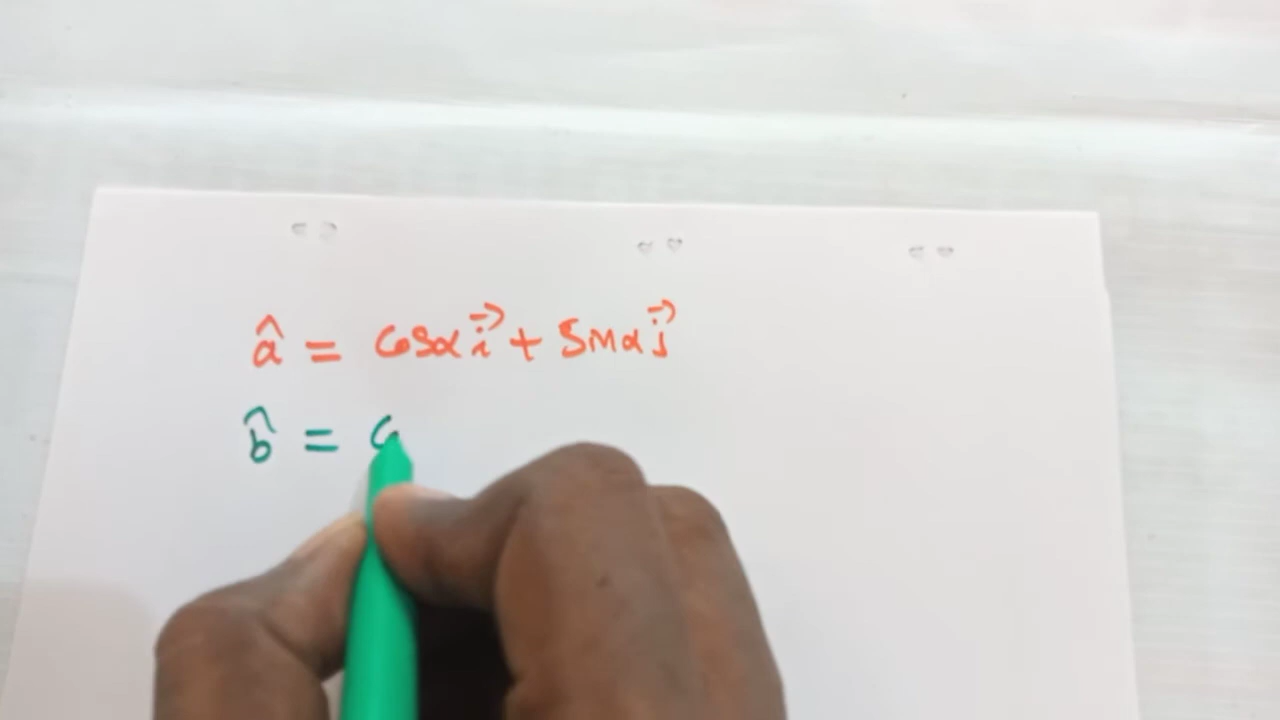 â = cosα i⃗ + sinα j⃗
b̂ = c